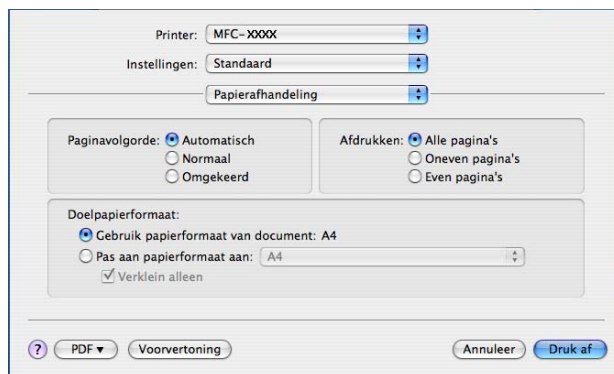 Printer: MFC-XXXX
Instellingen: Standaard
Papierafhandeling
Paginavolgorde: Automatisch
Normaal
Omgekeerd
Afdrukken: Alle pagina's
Oneven pagina's
Even pagina's
Doelpapierformaat:
Gebruik papierformaat van document: A4
Pas aan papierformaat aan: A4
Verklein alleen
? PDF ▾ Voorvertoning Annuleer Druk af